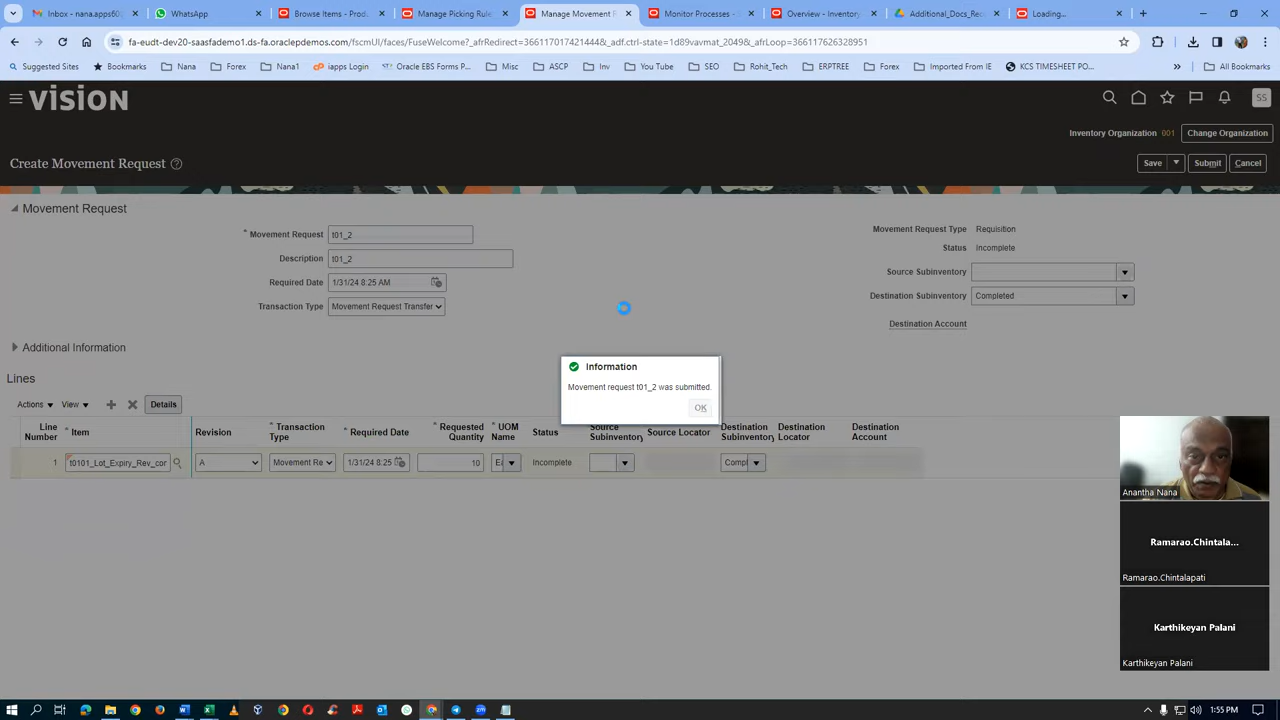 Inbox - nana.apps60
WhatsApp
Browse Items - Produ
Manage Picking Rule
Manage Movement R
Monitor Processes - S
Overview - Inventory
Additional_Docs_Rec
Loading...
fa-eudt-dev20-saasfademo1.ds-fa.oraclepdemos.com/fscmUI/faces/FuseWelcome?_afrRedirect=3661170174214448&_adf.ctrl-state=1d89vavmat_2049&_afrLoop=3661176263289​51
Suggested Sites
Bookmarks
Nana
Forex
Nana1
iapps Login
Oracle EBS Forms P...
Misc
ASCP
Inv
You Tube
SEO
Rohit_Tech
ERPTREE
Forex
Imported From IE
KCS TIMESHEET PO...
»
All Bookmarks
VISION
SS
Inventory Organization 001
Change Organization
Create Movement Request
Save
Submit
Cancel
Movement Request
* Movement Request t01_2
Description t01_2
Required Date 1/31/24 8:25 AM
Transaction Type Movement Request Transfer
Movement Request Type Requisition
Status Incomplete
Source Subinventory
Destination Subinventory Completed
Destination Account
Additional Information
Information
Movement request t01_2 was submitted.
OK
Lines
Actions View Details
Line Number * Item Revision * Transaction Type * Required Date * Requested Quantity * UOM Name Status Source Subinventory Source Locator Destination Subinventory Destination Locator Destination Account
1 t0101_Lot_Expiry_Rev_cor A Movement Re 1/31/24 8:25 10 Ea Incomplete Compl
Anantha Nana
Ramarao.Chintala...
Ramarao.Chintalapati
Karthikeyan Palani
Karthikeyan Palani
1:55 PM